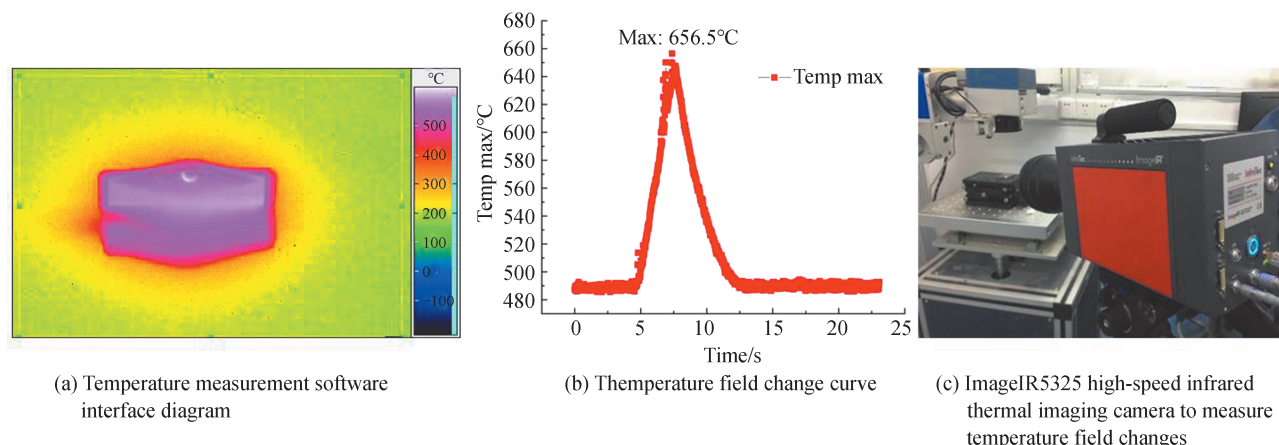 °C
500
400
300
200
100
0
−100
680
660
640
620
600
580
560
540
520
500
480
Temp max/°C
Max: 656.5°C
Temp max
0
5
10
15
20
25
Time/s
InfraTec
ImageIR
InfraTec
(a) Temperature measurement software
interface diagram
(b) Themperature field change curve
(c) ImageIR5325 high-speed infrared
thermal imaging camera to measure
temperature field changes